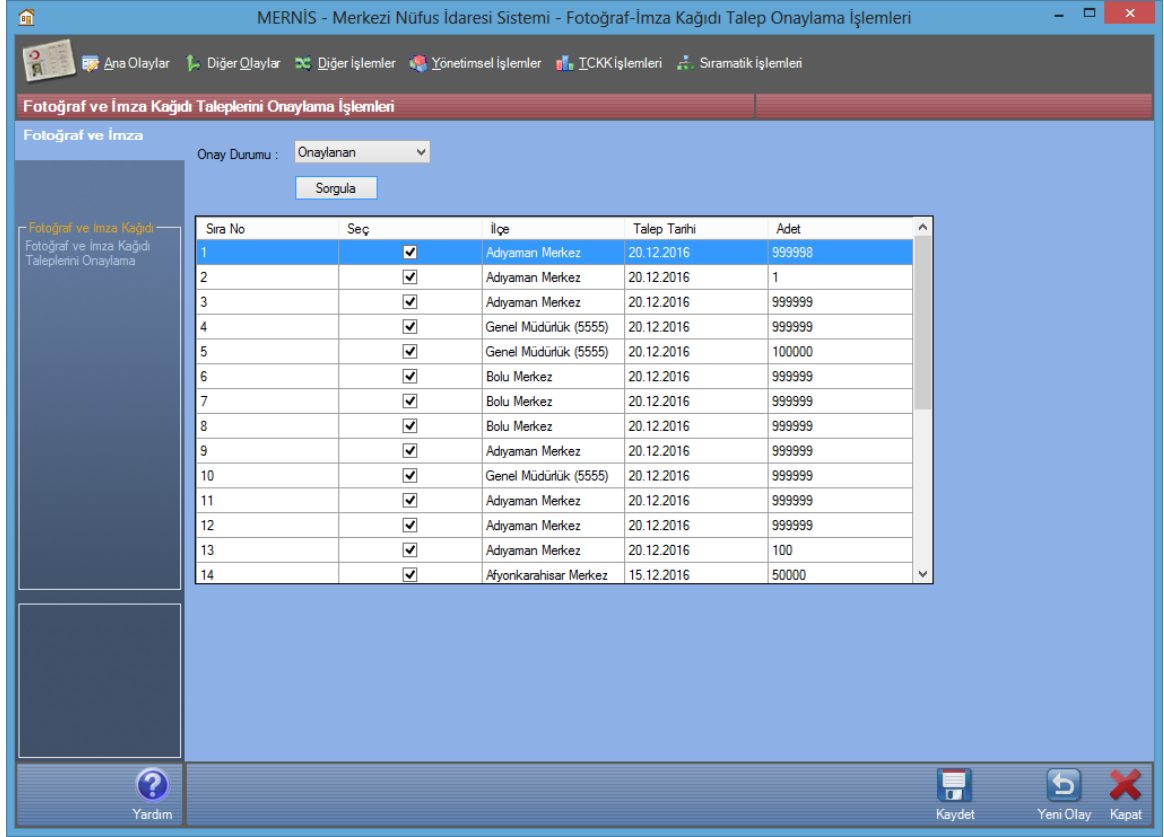 MERNİS - Merkezi Nüfus İdaresi Sistemi - Fotoğraf-İmza Kağıdı Talep Onaylama İşlemleri
Ana Olaylar Diğer Olaylar Diğer İşlemler Yönetimsel İşlemler TCKK İşlemleri Sıramatik İşlemleri
Fotoğraf ve İmza Kağıdı Taleplerini Onaylama İşlemleri
Fotoğraf ve İmza
Onay Durumu : Onaylanan
Sorgula
Fotoğraf ve İmza Kağıdı
Fotoğraf ve İmza Kağıdı
Taleplerini Onaylama
Sıra No Seç İlçe Talep Tarihi Adet
1 Adıyaman Merkez 20.12.2016 999998
2 Adıyaman Merkez 20.12.2016 1
3 Adıyaman Merkez 20.12.2016 999999
4 Genel Müdürlük (5555) 20.12.2016 999999
5 Genel Müdürlük (5555) 20.12.2016 100000
6 Bolu Merkez 20.12.2016 999999
7 Bolu Merkez 20.12.2016 999999
8 Bolu Merkez 20.12.2016 999999
9 Adıyaman Merkez 20.12.2016 999999
10 Genel Müdürlük (5555) 20.12.2016 999999
11 Adıyaman Merkez 20.12.2016 999999
12 Adıyaman Merkez 20.12.2016 999999
13 Adıyaman Merkez 20.12.2016 100
14 Afyonkarahisar Merkez 15.12.2016 50000
Yardım Kaydet Yeni Olay Kapat